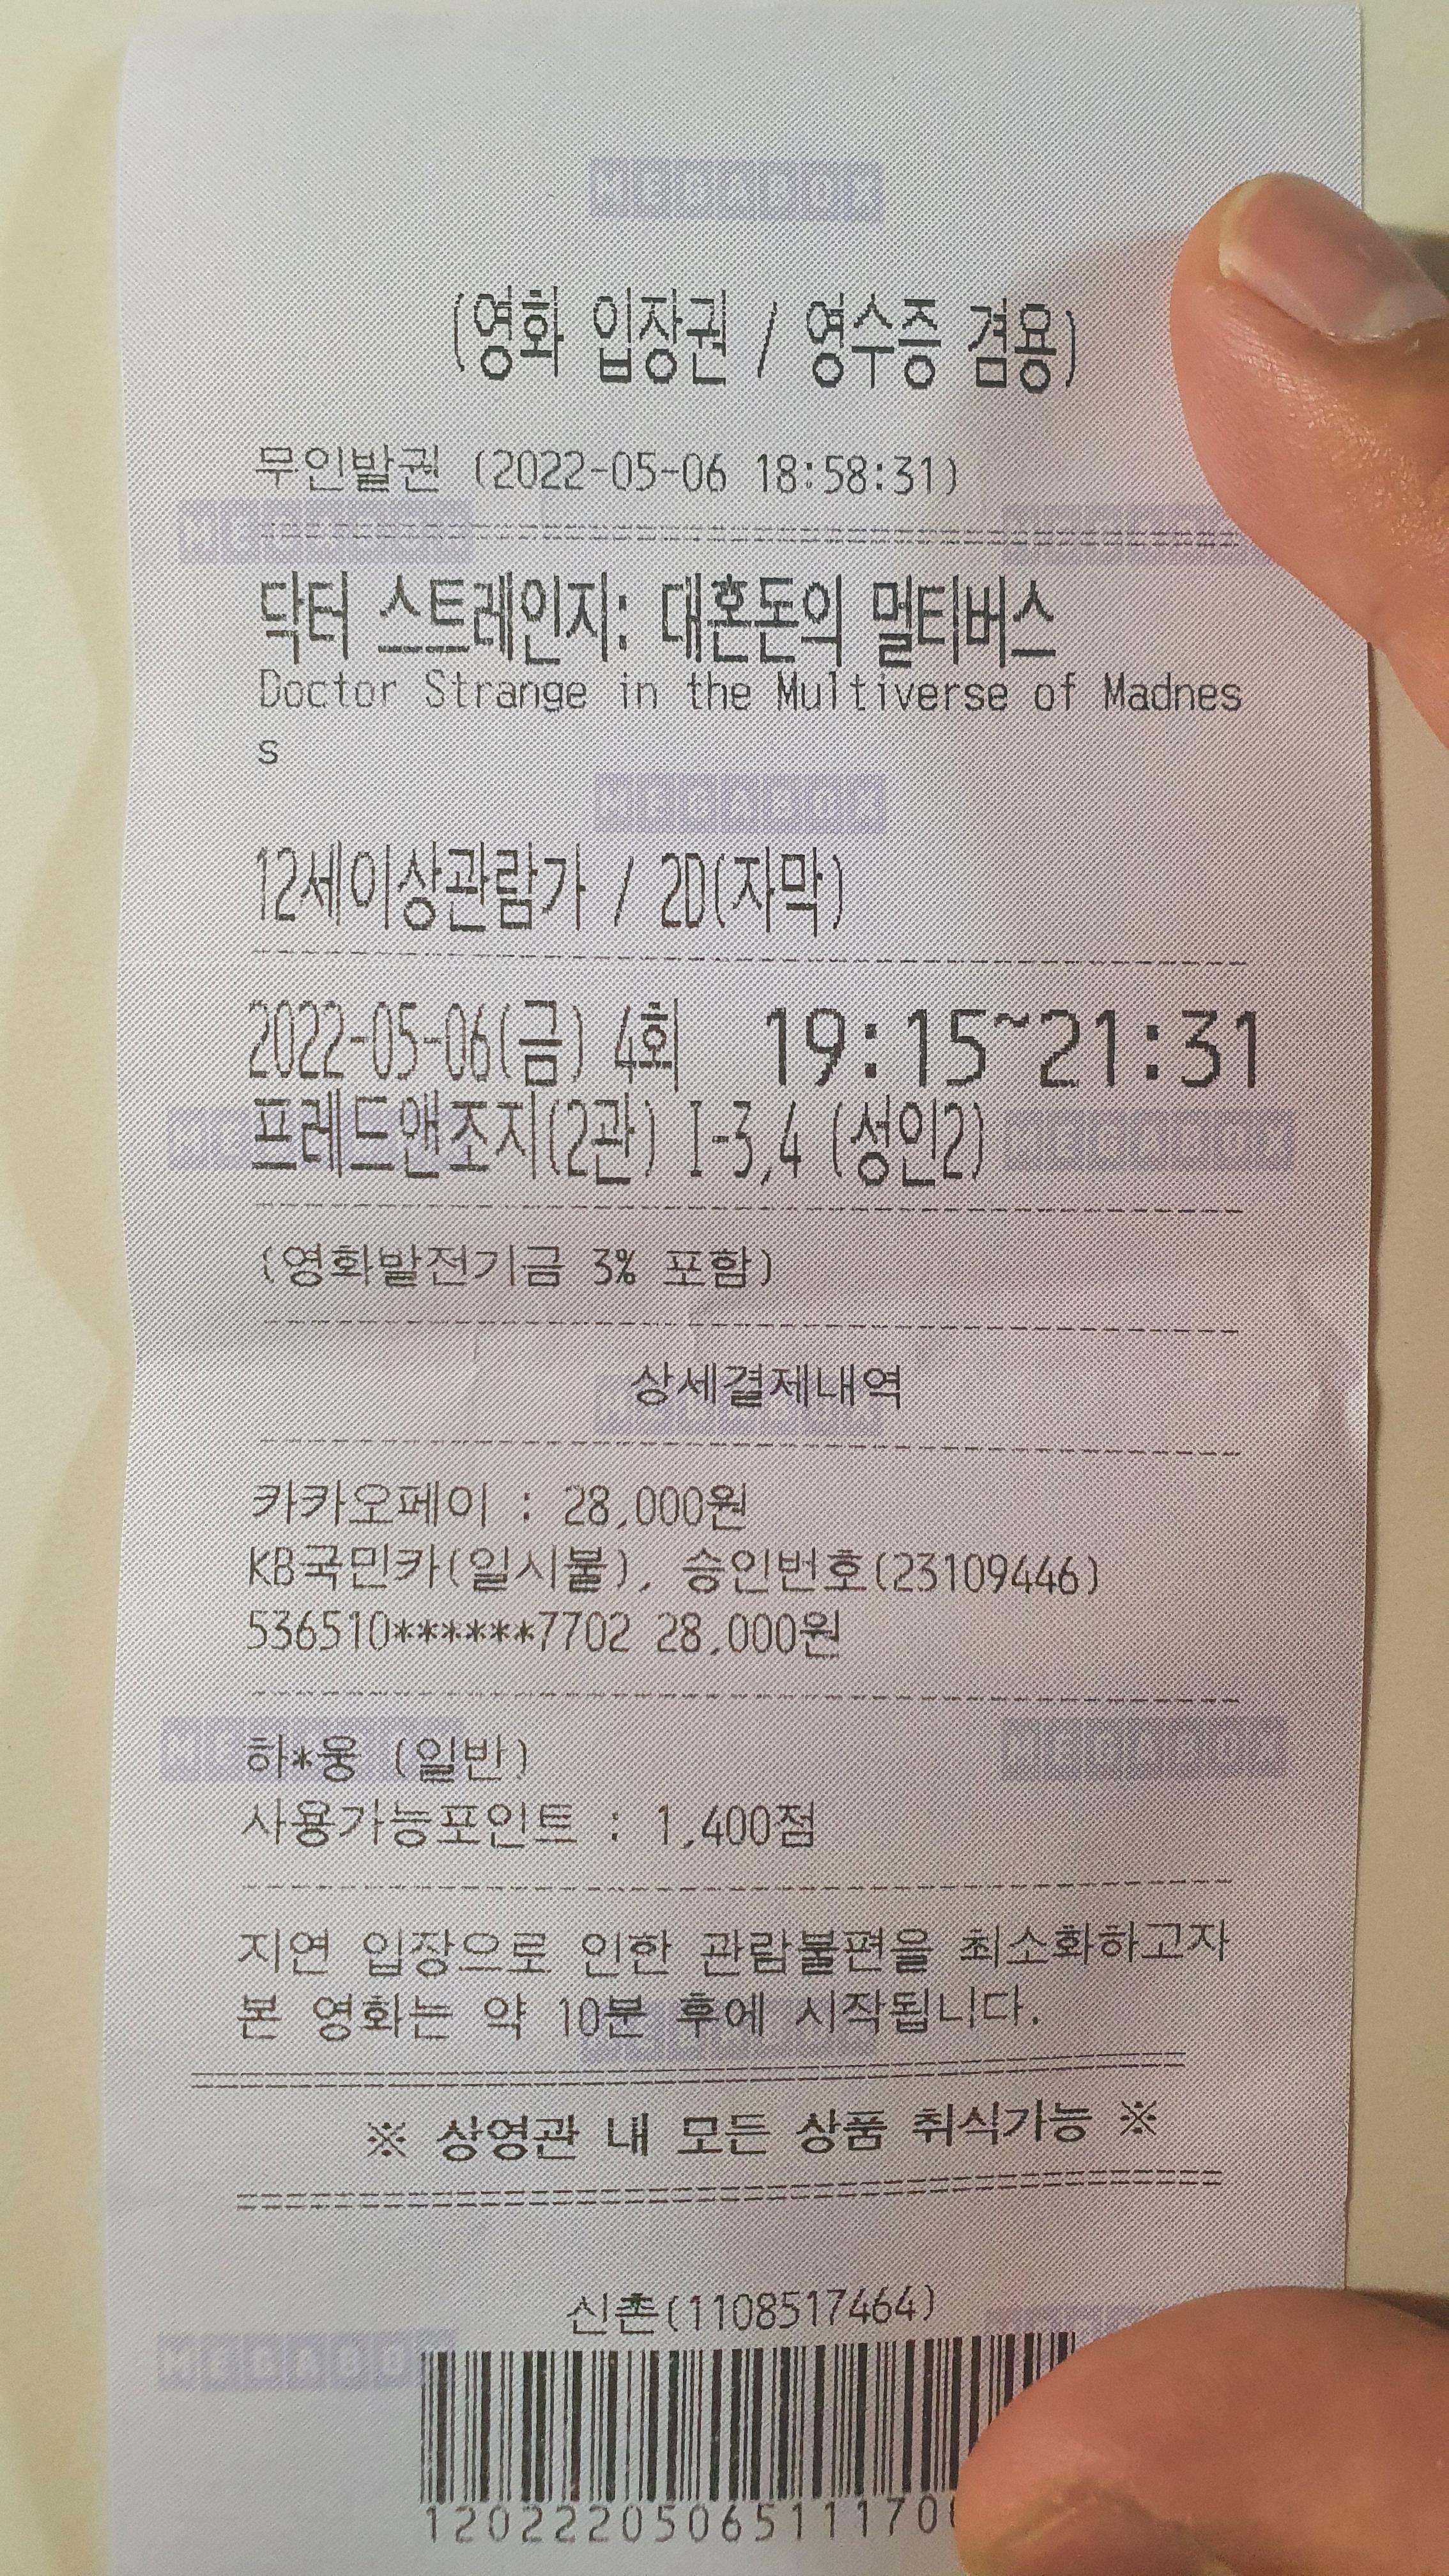 MEGABOX
(영화 입장권 / 영수증 겸용)
무인발권 (2022-05-06 18:58:31)
닥터 스트레인지: 대혼돈의 멀티버스
Doctor Strange in the Multiverse of Madnes
s
MEGABOX
12세이상관람가 / 2D(자막)
2022-05-06(금) 4회 19:15~21:31
프레드앤조지(2관) I-3,4 (성인2)
(영화발전기금 3% 포함)
상세결제내역
카카오페이 : 28,000원
KB국민카(일시불), 승인번호(23109446)
536510******7702 28,000원
하*웅 (일반)
MEGABOX
사용가능포인트 : 1,400점
지연 입장으로 인한 관람불편을 최소화하고자
본 영화는 약 10분 후에 시작됩니다.
※ 상영관 내 모든 상품 취식가능 ※
신촌(1108517464)
MEGABOX
1202220506511170